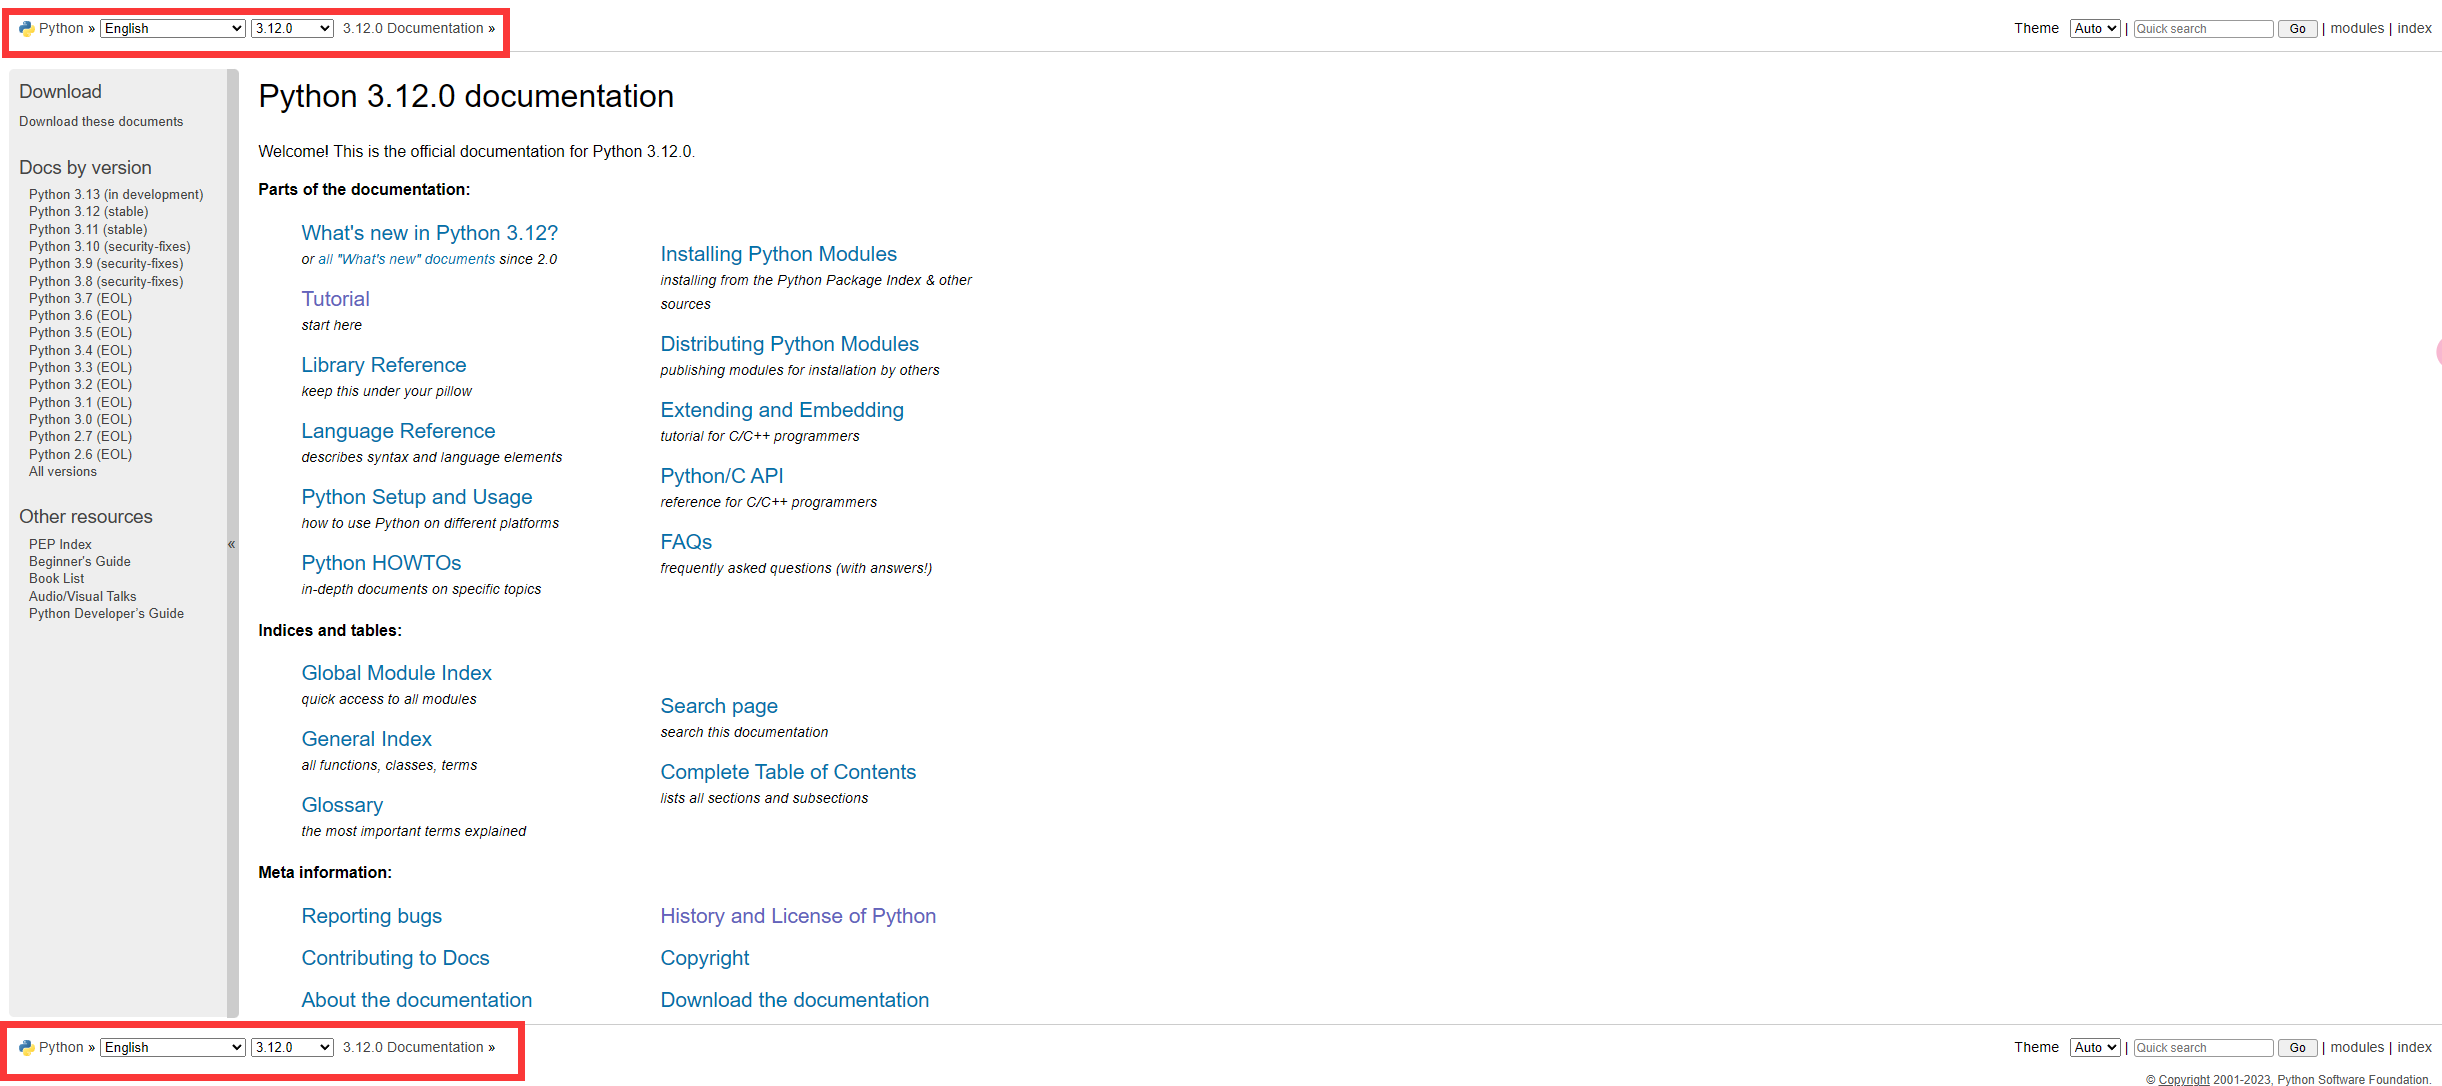 Python » English 3.12.0 3.12.0 Documentation » Theme Auto | Quick search Go | modules | index
Download
Download these documents
Docs by version
Python 3.13 (in development)
Python 3.12 (stable)
Python 3.11 (stable)
Python 3.10 (security-fixes)
Python 3.9 (security-fixes)
Python 3.8 (security-fixes)
Python 3.7 (EOL)
Python 3.6 (EOL)
Python 3.5 (EOL)
Python 3.4 (EOL)
Python 3.3 (EOL)
Python 3.2 (EOL)
Python 3.1 (EOL)
Python 3.0 (EOL)
Python 2.7 (EOL)
Python 2.6 (EOL)
All versions
Other resources
PEP Index
Beginner's Guide
Book List
Audio/Visual Talks
Python Developer's Guide
«
Python 3.12.0 documentation
Welcome! This is the official documentation for Python 3.12.0.
Parts of the documentation:
What's new in Python 3.12?
or all "What's new" documents since 2.0
Tutorial
start here
Library Reference
keep this under your pillow
Language Reference
describes syntax and language elements
Python Setup and Usage
how to use Python on different platforms
Python HOWTOs
in-depth documents on specific topics
Installing Python Modules
installing from the Python Package Index & other
sources
Distributing Python Modules
publishing modules for installation by others
Extending and Embedding
tutorial for C/C++ programmers
Python/C API
reference for C/C++ programmers
FAQs
frequently asked questions (with answers!)
Indices and tables:
Global Module Index
quick access to all modules
General Index
all functions, classes, terms
Glossary
the most important terms explained
Search page
search this documentation
Complete Table of Contents
lists all sections and subsections
Meta information:
Reporting bugs
Contributing to Docs
About the documentation
History and License of Python
Copyright
Download the documentation
Python » English 3.12.0 3.12.0 Documentation » Theme Auto | Quick search Go | modules | index
© Copyright 2001-2023, Python Software Foundation.